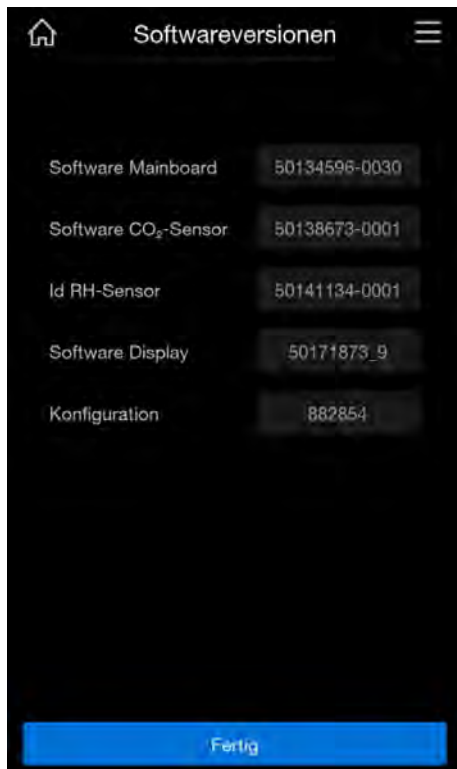 Softwareversionen
Software Mainboard 50134596-0030
Software CO₂-Sensor 50138673-0001
Id RH-Sensor 50141134-0001
Software Display 50171873_9
Konfiguration 882854
Fertig